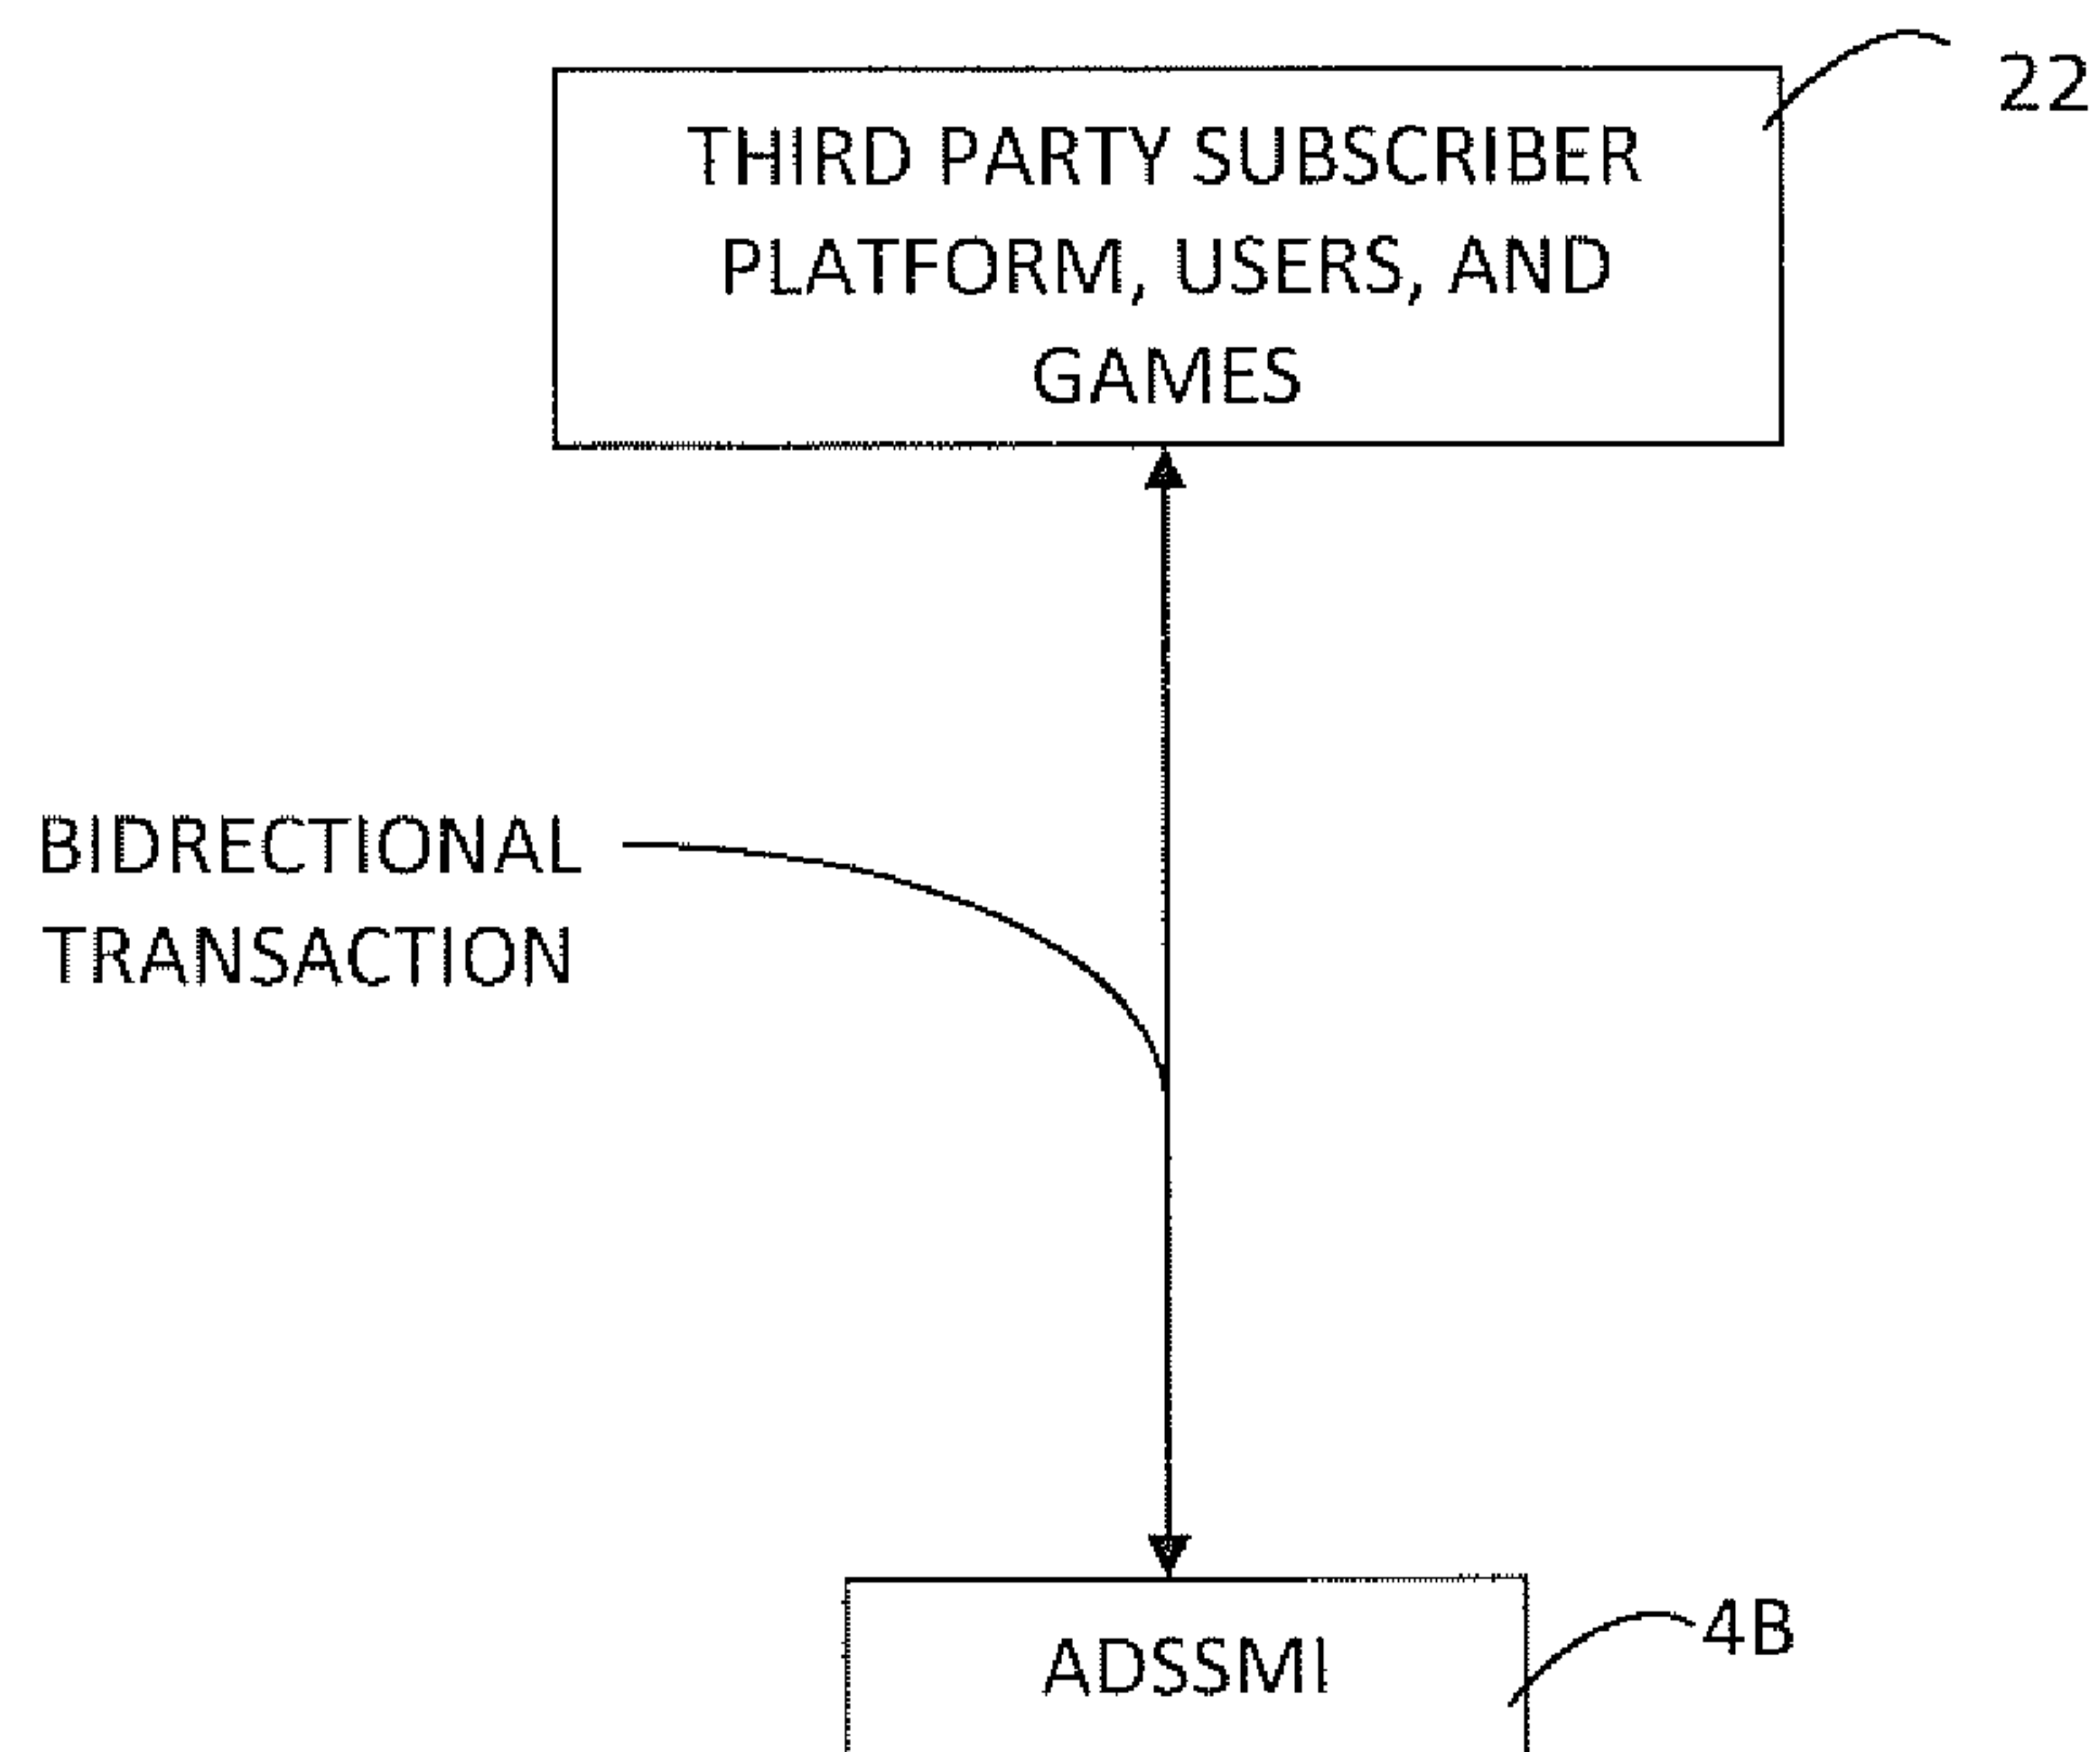 22
THIRD PARTY SUBSCRIBER
PLATFORM, USERS, AND
GAMES
BIDRECTIONAL
TRANSACTION
4B
ADSSMI